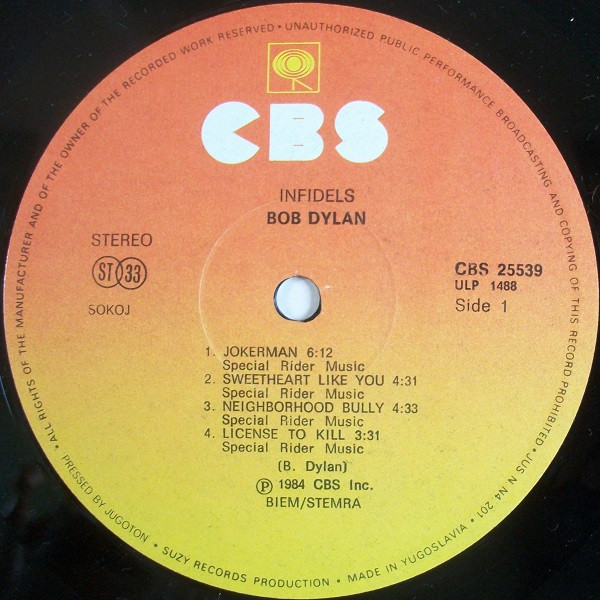 • ALL RIGHTS OF THE MANUFACTURER AND OF THE OWNER OF THE RECORDED WORK RESERVED • UNAUTHORIZED PUBLIC PERFORMANCE BROADCASTING AND COPYING OF THIS RECORD PROHIBITED • JUS N N4 201
CBS
INFIDELS
BOB DYLAN
STEREO
ST 33
SOKOJ
CBS 25539
ULP 1488
Side 1
1. JOKERMAN 6:12
Special Rider Music
2. SWEETHEART LIKE YOU 4:31
Special Rider Music
3. NEIGHBORHOOD BULLY 4:33
Special Rider Music
4. LICENSE TO KILL 3:31
Special Rider Music
(B. Dylan)
Ⓟ 1984 CBS Inc.
BIEM/STEMRA
PRESSED BY JUGOTON • SUZY RECORDS PRODUCTION • MADE IN YUGOSLAVIA •